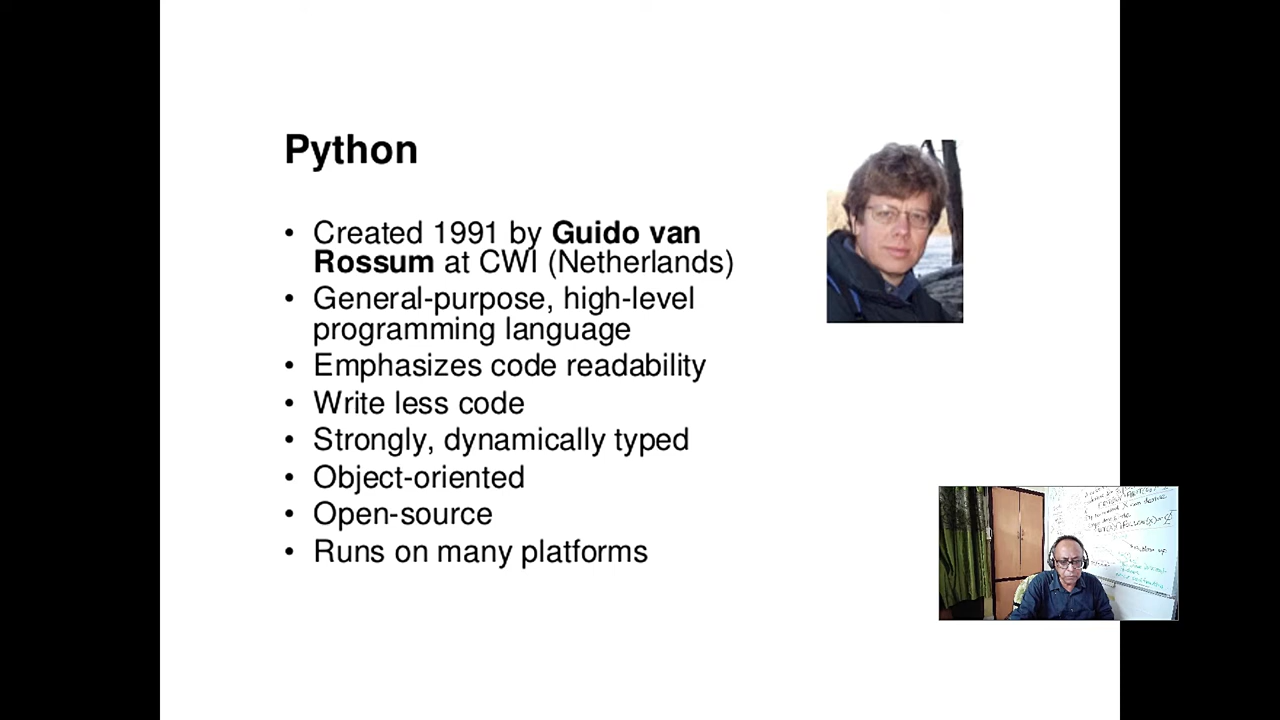 Python
• Created 1991 by Guido van
Rossum at CWI (Netherlands)
• General-purpose, high-level
programming language
• Emphasizes code readability
• Write less code
• Strongly, dynamically typed
• Object-oriented
• Open-source
• Runs on many platforms